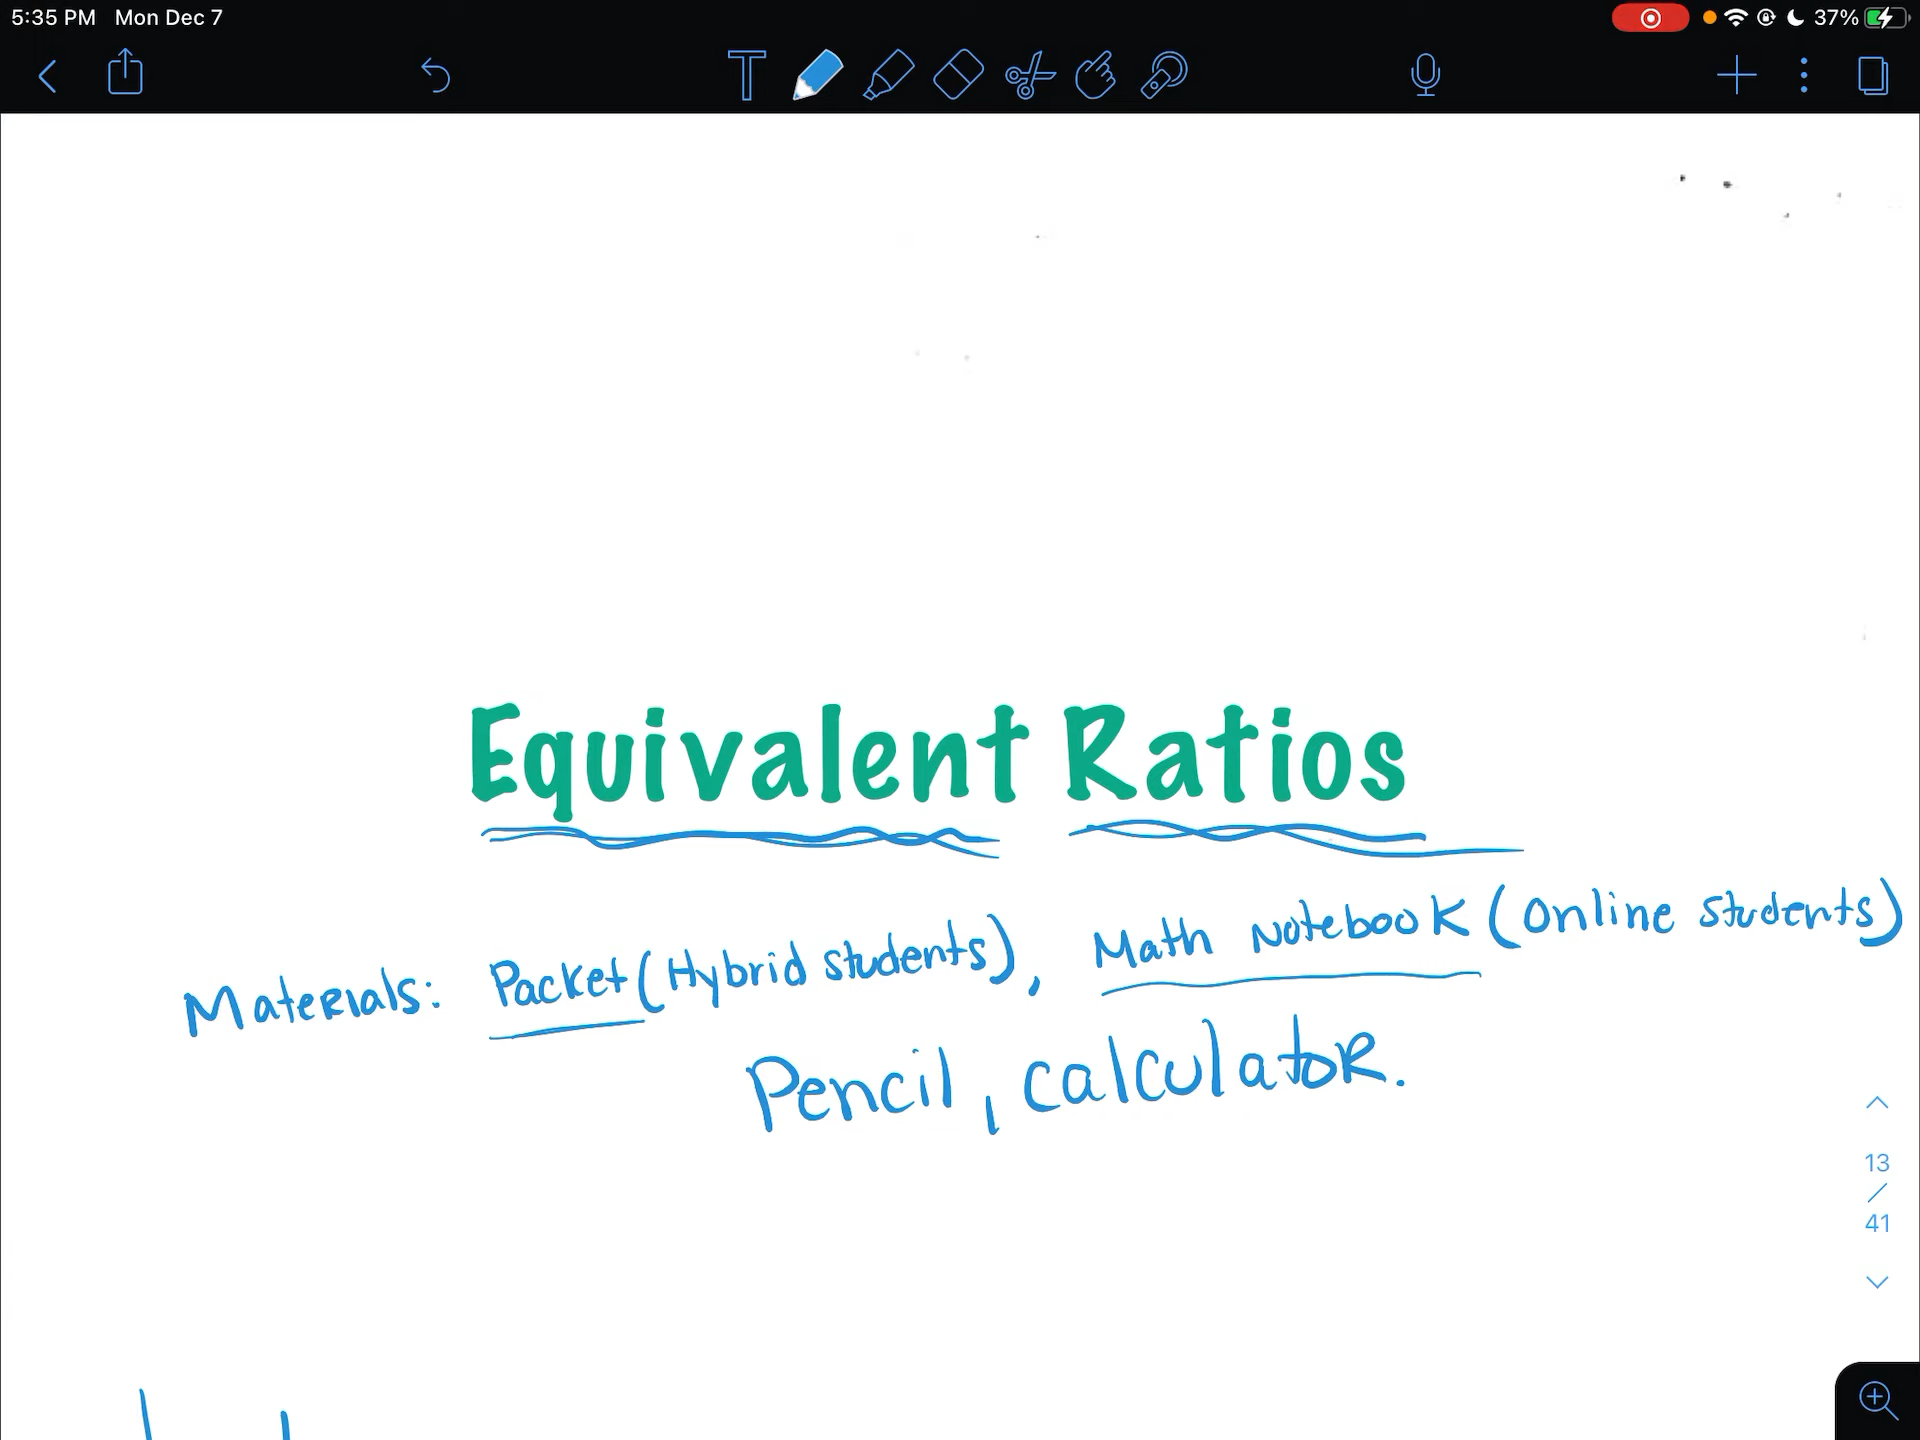 5:35 PM Mon Dec 7 37%
Equivalent Ratios
Materials: Packet (Hybrid students), Math Notebook (Online students)
Pencil, calculator.
13
/
41